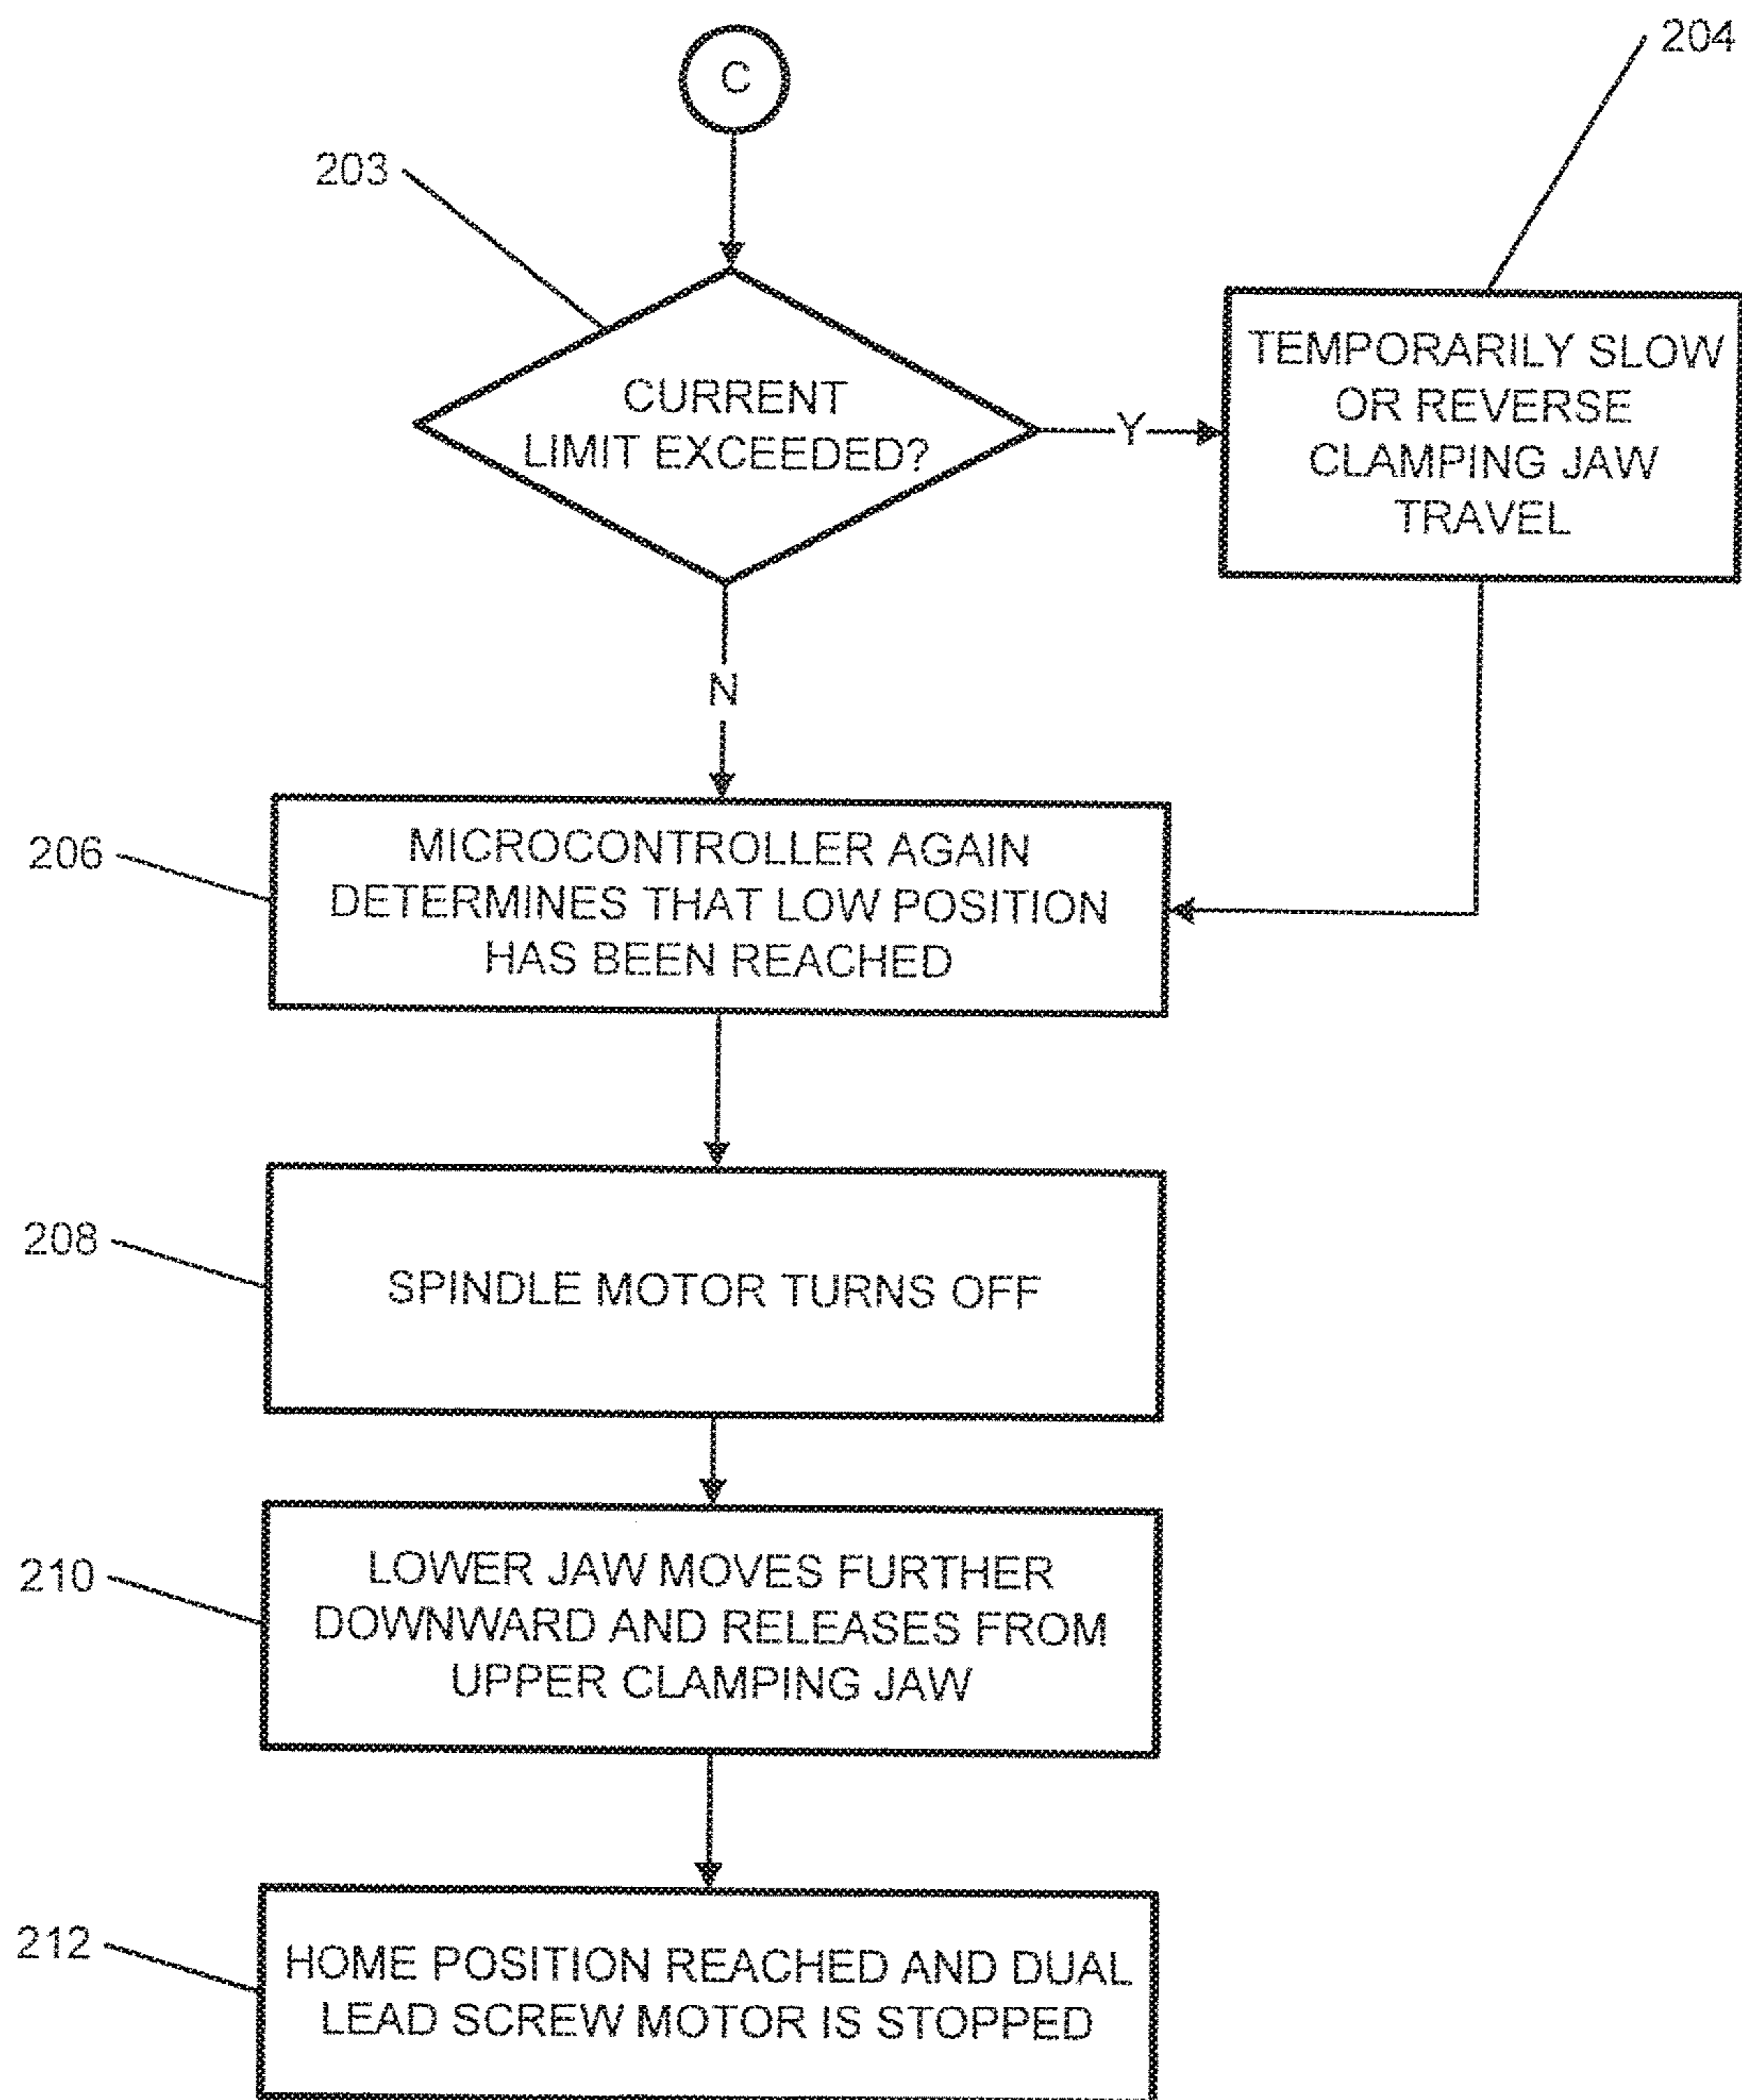 C
204
203
CURRENT
LIMIT EXCEEDED?
Y
TEMPORARILY SLOW
OR REVERSE
CLAMPING JAW
TRAVEL
N
206
MICROCONTROLLER AGAIN
DETERMINES THAT LOW POSITION
HAS BEEN REACHED
208
SPINDLE MOTOR TURNS OFF
210
LOWER JAW MOVES FURTHER
DOWNWARD AND RELEASES FROM
UPPER CLAMPING JAW
212
HOME POSITION REACHED AND DUAL
LEAD SCREW MOTOR IS STOPPED